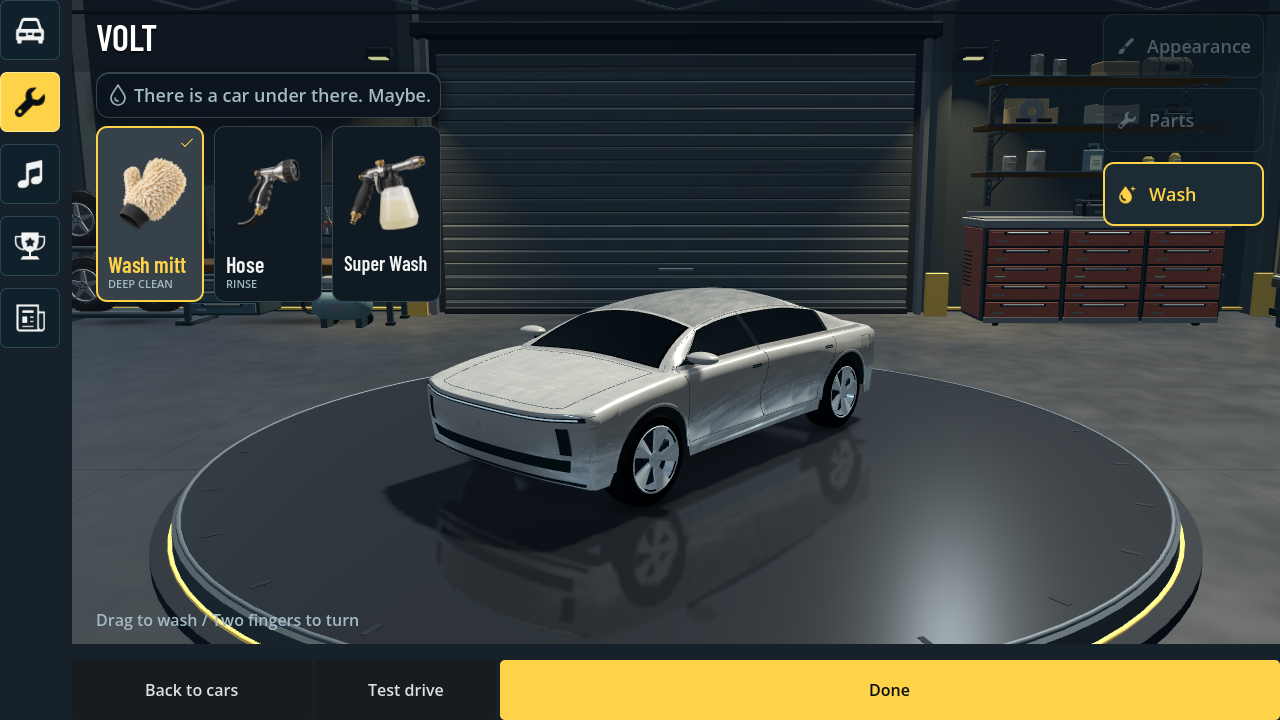 VOLT
There is a car under there. Maybe.
Wash mitt
DEEP CLEAN
Hose
RINSE
Super Wash
Appearance
Parts
Wash
Drag to wash / Two fingers to turn
Back to cars
Test drive
Done